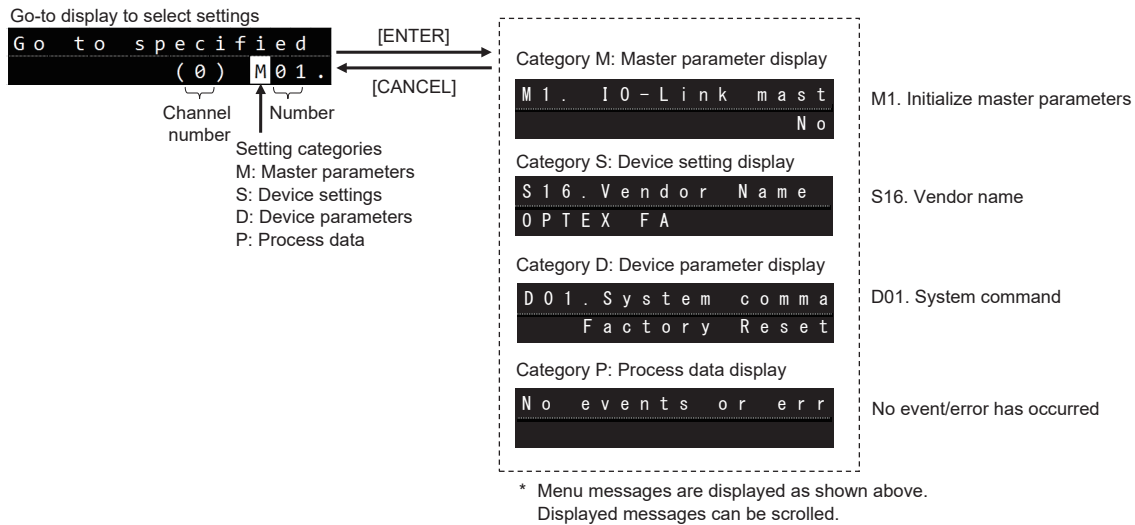 Go-to display to select settings
Go to specified
(0) M01.
Channel number
Number
Setting categories
M: Master parameters
S: Device settings
D: Device parameters
P: Process data
[ENTER]
[CANCEL]
Category M: Master parameter display
M1. IO-Link mast
No
M1. Initialize master parameters
Category S: Device setting display
S16.Vendor Name
OPTEX FA
S16. Vendor name
Category D: Device parameter display
D01.System comma
Factory Reset
D01. System command
Category P: Process data display
No events or err
No event/error has occurred
* Menu messages are displayed as shown above.
Displayed messages can be scrolled.